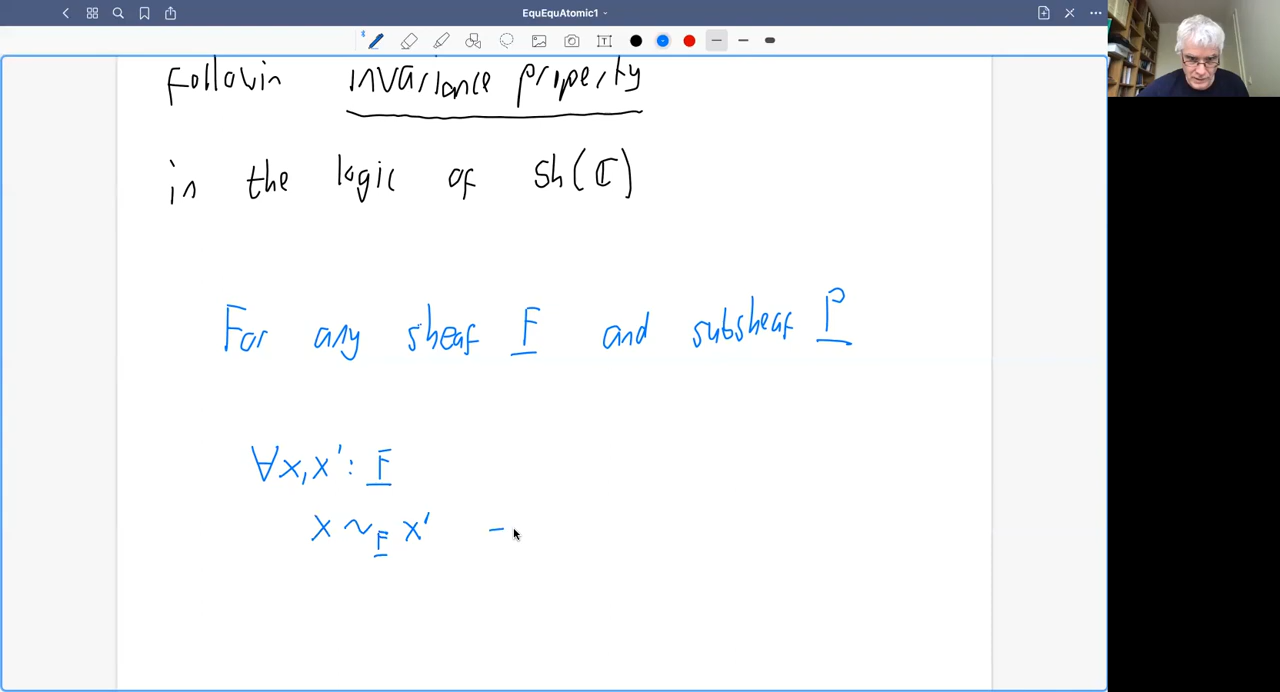 EquEquAtomic1
Followin invariance property
in the logic of Sh(ℂ)
For any sheaf F and subsheaf P
∀x,x' : F
x ~F x' -